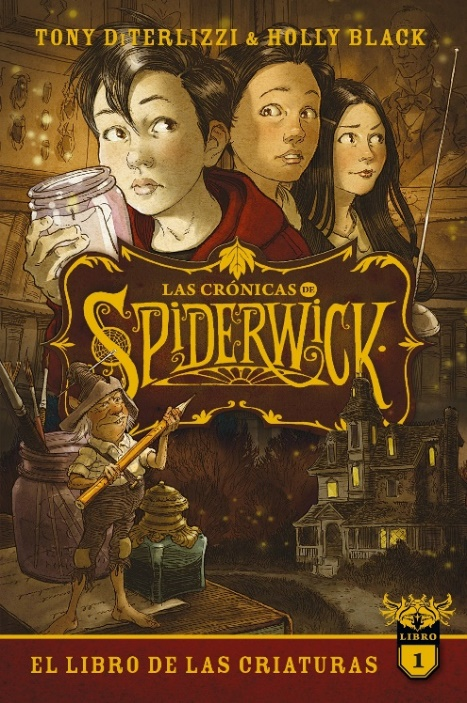 TONY DiTERLIZZI & HOLLY BLACK
LAS CRÓNICAS DE
SPiDERWiCK
LIBRO
1
EL LIBRO DE LAS CRIATURAS